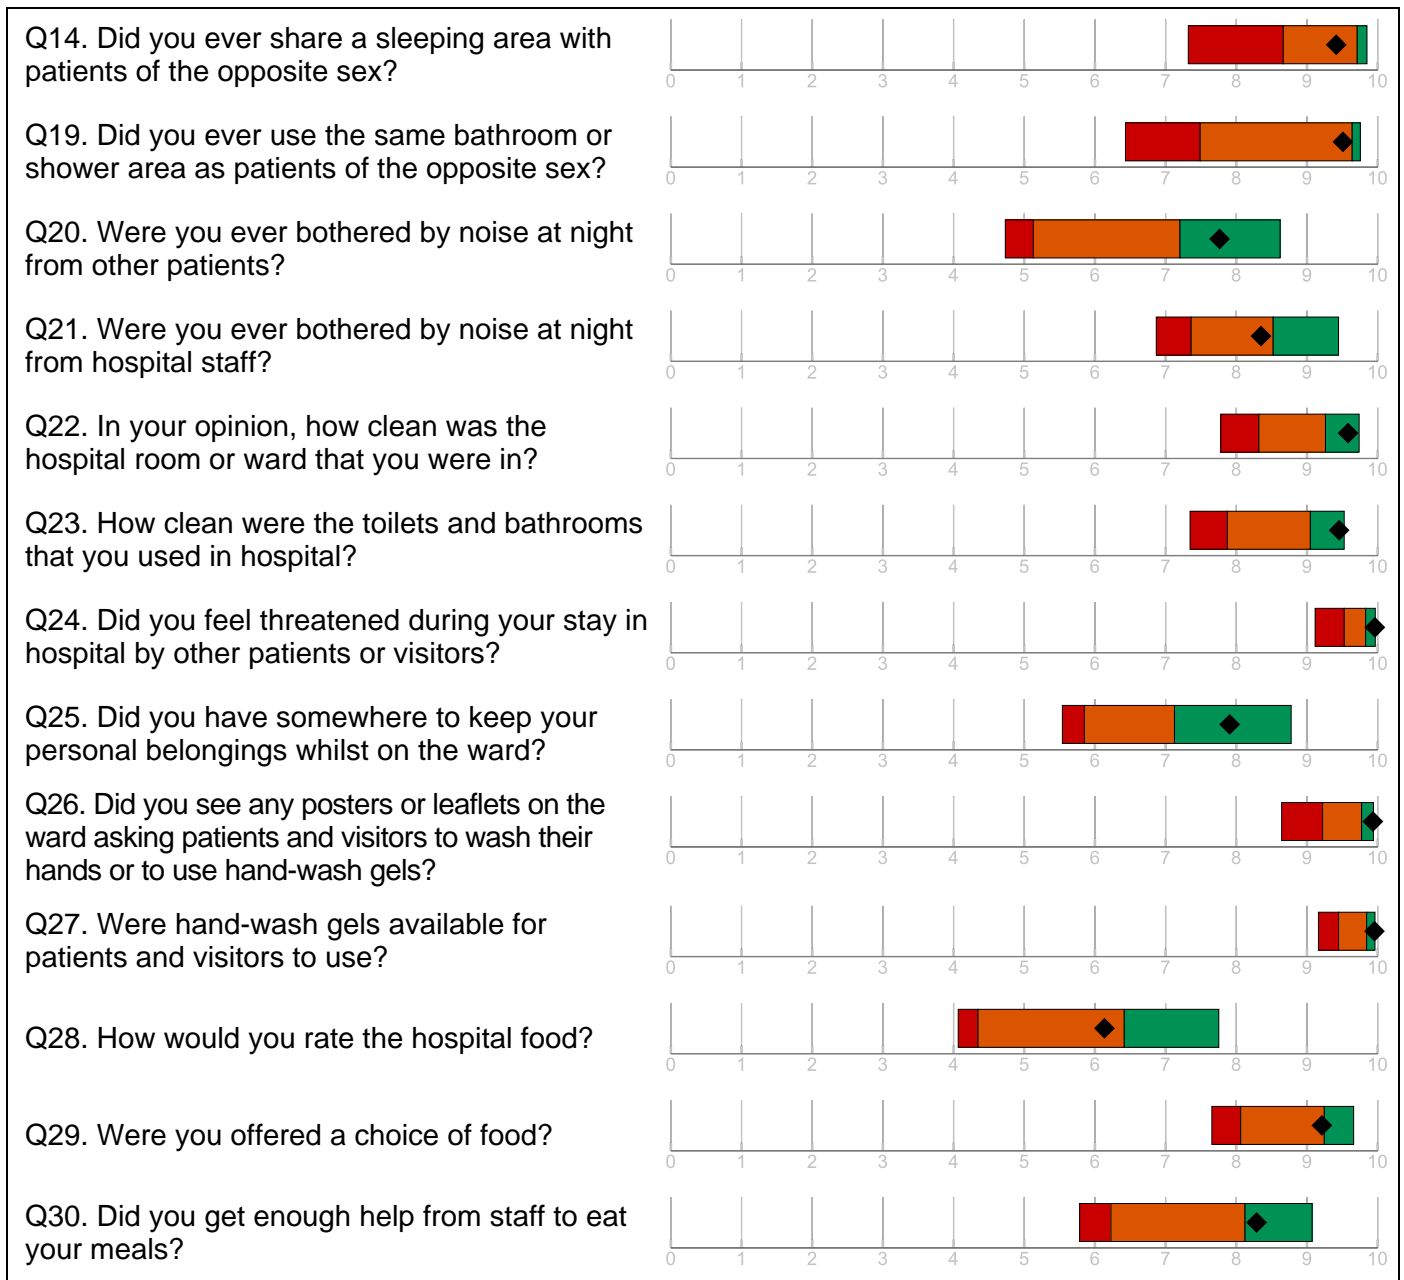 Q14. Did you ever share a sleeping area with
patients of the opposite sex?
0 1 2 3 4 5 6 7 8 9 10
Q19. Did you ever use the same bathroom or
shower area as patients of the opposite sex?
0 1 2 3 4 5 6 7 8 9 10
Q20. Were you ever bothered by noise at night
from other patients?
0 1 2 3 4 5 6 7 8 9 10
Q21. Were you ever bothered by noise at night
from hospital staff?
0 1 2 3 4 5 6 7 8 9 10
Q22. In your opinion, how clean was the
hospital room or ward that you were in?
0 1 2 3 4 5 6 7 8 9 10
Q23. How clean were the toilets and bathrooms
that you used in hospital?
0 1 2 3 4 5 6 7 8 9 10
Q24. Did you feel threatened during your stay in
hospital by other patients or visitors?
0 1 2 3 4 5 6 7 8 9 10
Q25. Did you have somewhere to keep your
personal belongings whilst on the ward?
0 1 2 3 4 5 6 7 8 9 10
Q26. Did you see any posters or leaflets on the
ward asking patients and visitors to wash their
hands or to use hand-wash gels?
0 1 2 3 4 5 6 7 8 9 10
Q27. Were hand-wash gels available for
patients and visitors to use?
0 1 2 3 4 5 6 7 8 9 10
Q28. How would you rate the hospital food?
0 1 2 3 4 5 6 7 8 9 10
Q29. Were you offered a choice of food?
0 1 2 3 4 5 6 7 8 9 10
Q30. Did you get enough help from staff to eat
your meals?
0 1 2 3 4 5 6 7 8 9 10